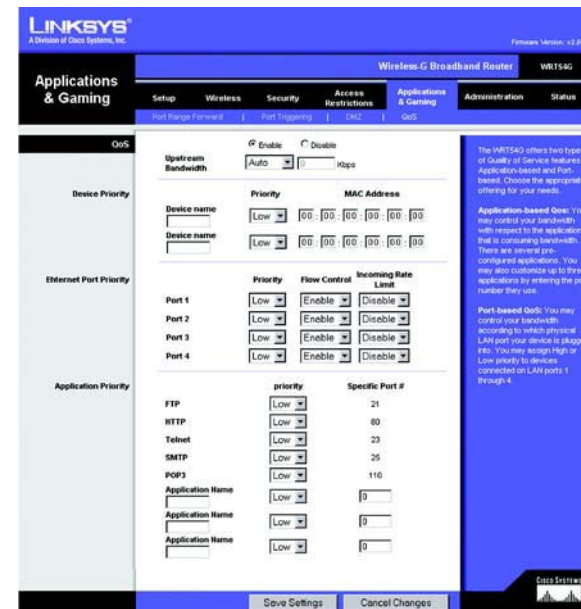 LINKSYS®
A Division of Cisco Systems, Inc.
Firmware Version: v2.0
Wireless-G Broadband Router WRT54G
Applications & Gaming
Setup Wireless Security Access Restrictions Applications & Gaming Administration Status
Port Range Forward | Port Triggering | DMZ | QoS
QoS
Enable Disable
Upstream Bandwidth Auto 0 Kbps
Device Priority
Priority MAC Address
Device name
Low 00 : 00 : 00 : 00 : 00 : 00
Device name
Low 00 : 00 : 00 : 00 : 00 : 00
Ehternet Port Priority
Priority Flow Control Incoming Rate Limit
Port 1 Low Enable Disable
Port 2 Low Enable Disable
Port 3 Low Enable Disable
Port 4 Low Enable Disable
Application Priority
priority Specific Port #
FTP Low 21
HTTP Low 80
Telnet Low 23
SMTP Low 25
POP3 Low 110
Application Name
Low 0
Application Name
Low 0
Application Name
Low 0
The WRT54G offers two type
of Quality of Service features,
Application-based and Port-
based. Choose the appropriat
offering for your needs.
Application-based Qos: Yo
may control your bandwidth
with respect to the application
that is consuming bandwidth.
There are several pre-
configured applications. You
may also customize up to thre
applications by entering the po
number they use.
Port-based QoS: You may
control your bandwidth
according to which physical
LAN port your device is plugge
into. You may assign High or
Low priority to devices
connected on LAN ports 1
through 4.
Save Settings Cancel Changes
CISCO SYSTEMS